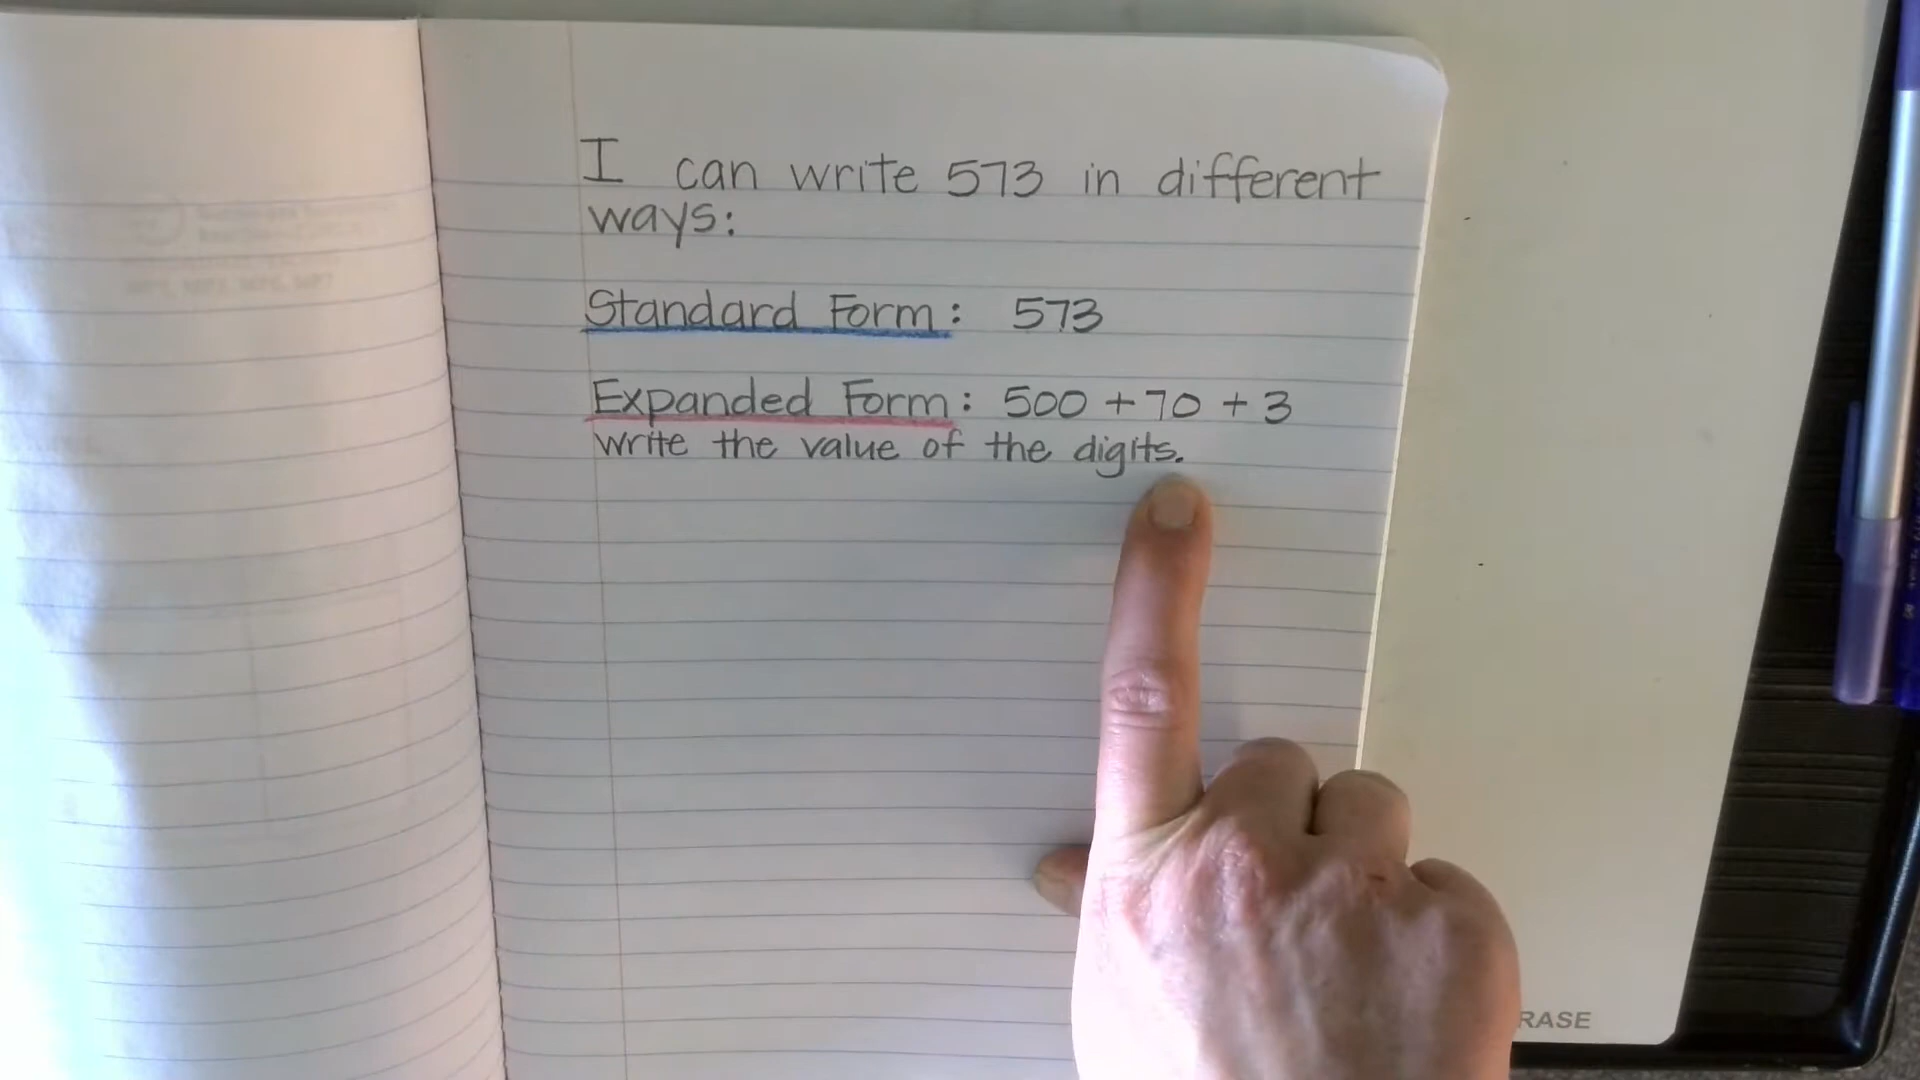 I can write 573 in different
ways:
Standard Form: 573
Expanded Form: 500 + 70 + 3
Write the value of the digits.
RASE